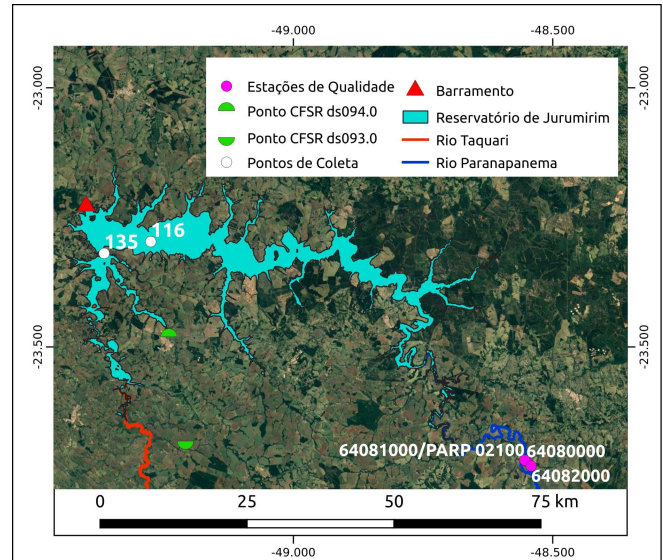 -49.000
-48.500
-23.000
-23.000
Estações de Qualidade
Ponto CFSR ds094.0
Ponto CFSR ds093.0
Pontos de Coleta
Barramento
Reservatório de Jurumirim
Rio Taquari
Rio Paranapanema
116
135
-23.500
-23.500
64081000/PARP 02100
64080000
64082000
0
25
50
75 km
-49.000
-48.500